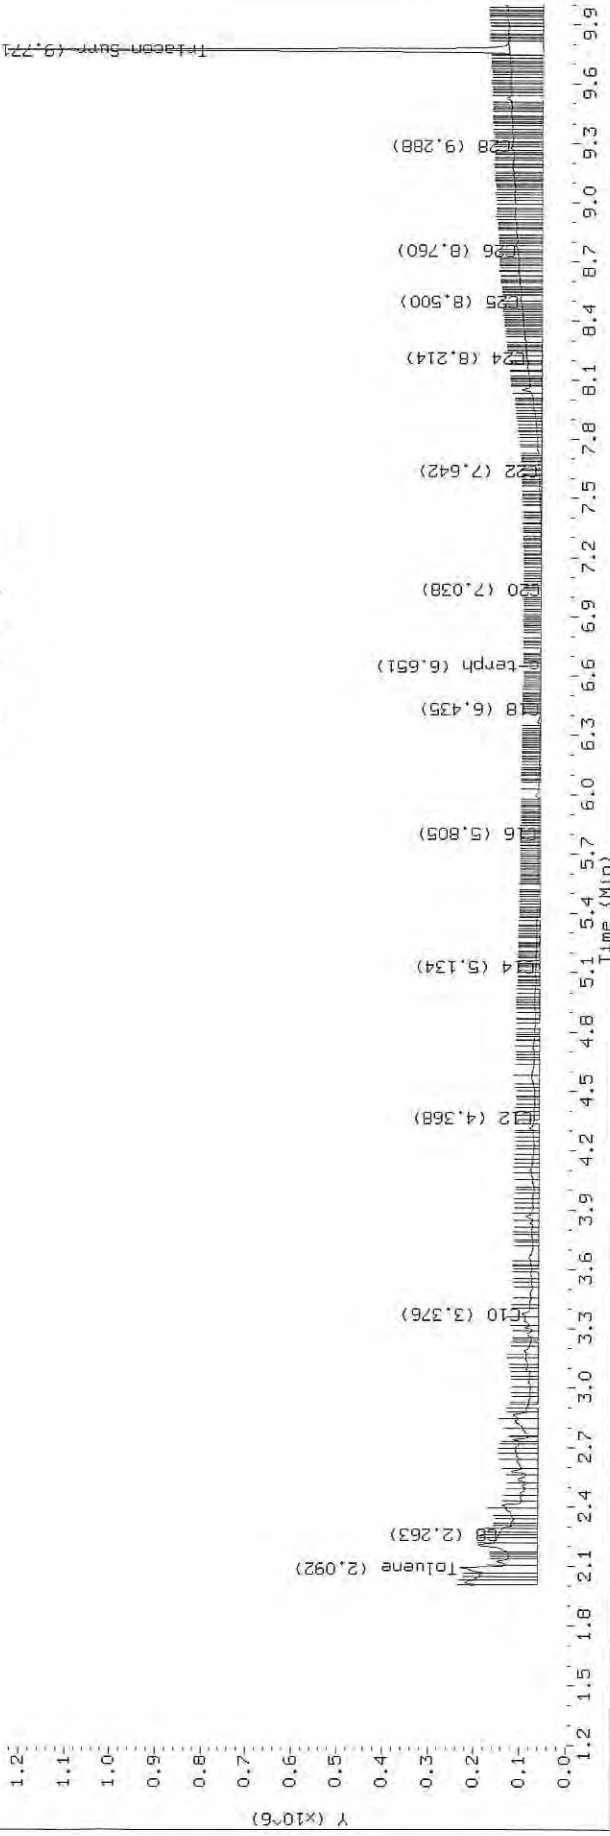 Y (x10^6)
1.2
1.1
1.0
0.9
0.8
0.7
0.6
0.5
0.4
0.3
0.2
0.1
0.0
Toluene (2.092)
C8 (2.263)
C10 (3.376)
C12 (4.368)
C14 (5.134)
C16 (5.805)
C18 (6.435)
o-terph (6.651)
C20 (7.038)
C22 (7.642)
C24 (8.214)
C25 (8.500)
C26 (8.760)
C28 (9.288)
Triacon Surr (9.771
1.2 1.5 1.8 2.1 2.4 2.7 3.0 3.3 3.6 3.9 4.2 4.5 4.8 5.1 5.4 5.7 6.0 6.3 6.6 6.9 7.2 7.5 7.8 8.1 8.4 8.7 9.0 9.3 9.6 9.9
Time (Min)